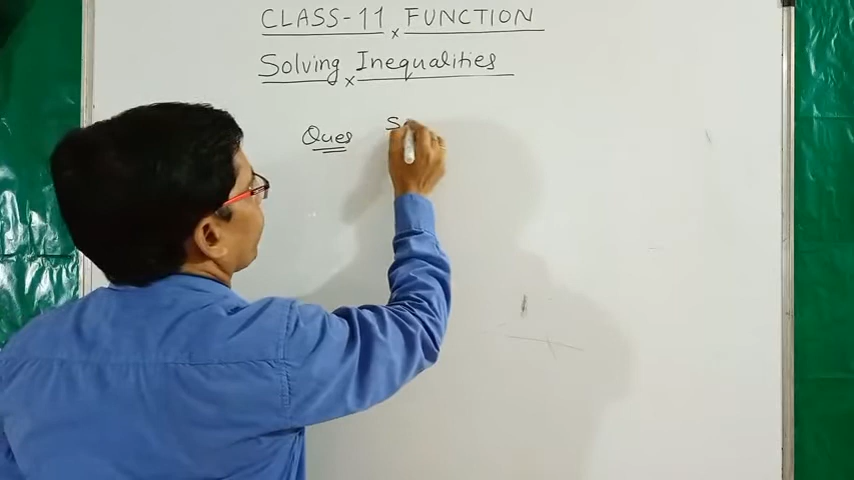 CLASS-11 x FUNCTION
Solving x Inequalities
Ques